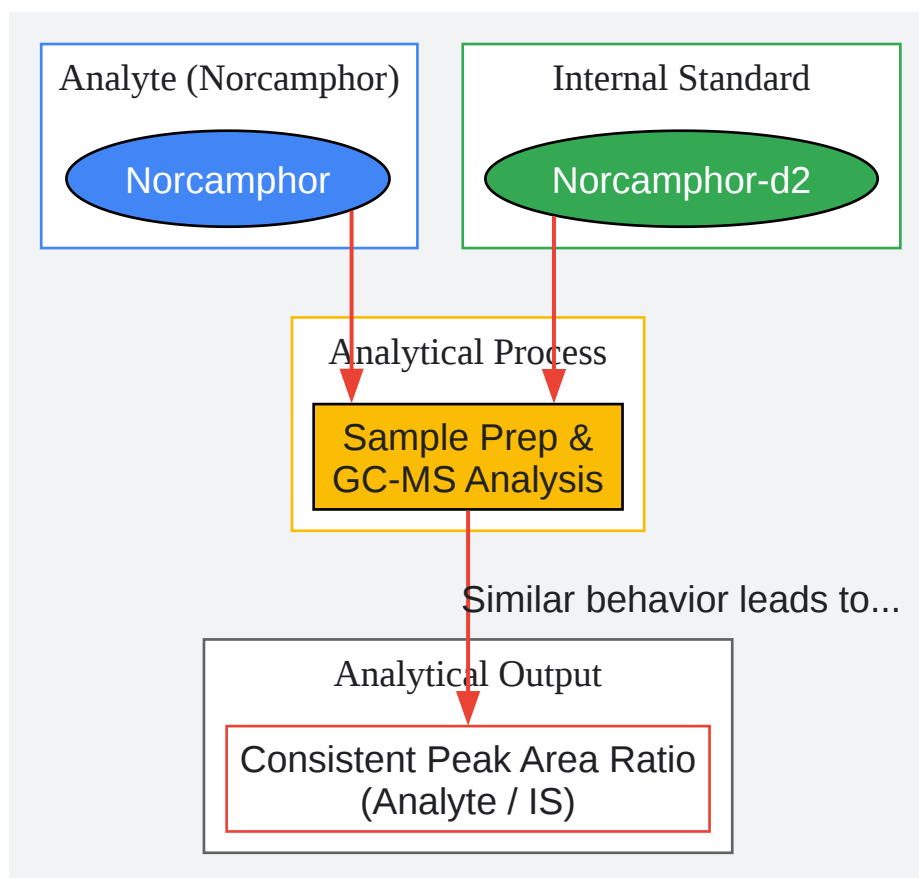 Analyte (Norcamphor)
Norcamphor
Internal Standard
Norcamphor-d2
Analytical Process
Sample Prep &
GC-MS Analysis
Similar behavior leads to...
Analytical Output
Consistent Peak Area Ratio
(Analyte / IS)